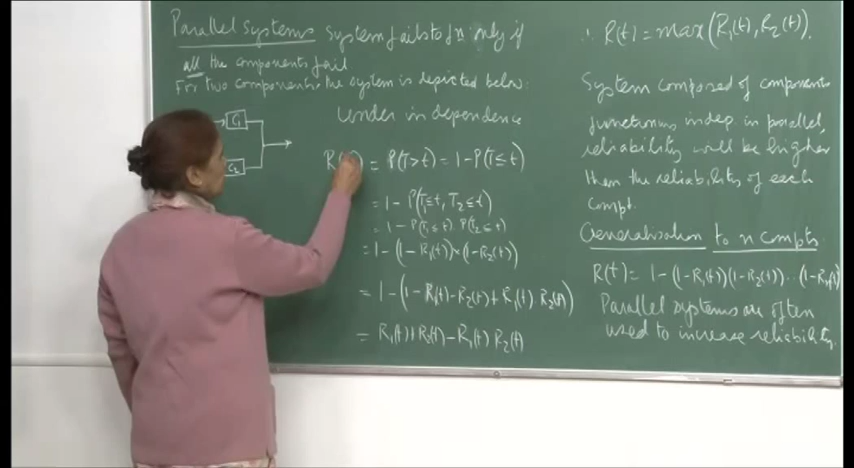 Parallel Systems System fails to fn only if
all the components fail
For two components the system is depicted below:
C1
C2
Under independence
R(t) = P(T>t) = 1-P(T≤t)
= 1- P(T1≤t, T2≤t)
= 1- P(T1≤t) . P(T2≤t)
= 1-(1-R1(t))×(1-R2(t))
= 1-(1-R1(t)-R2(t)+R1(t) R2(t))
= R1(t)+R2(t)-R1(t) R2(t)
∴ R(t) = max(R1(t), R2(t)).
System composed of components
functioning indep. in parallel,
reliability will be higher
then the reliability of each
compt.
Generalisation to n compts
R(t) = 1-(1-R1(t))(1-R2(t))...(1-Rn(t))
Parallel systems are often
used to increase reliability.